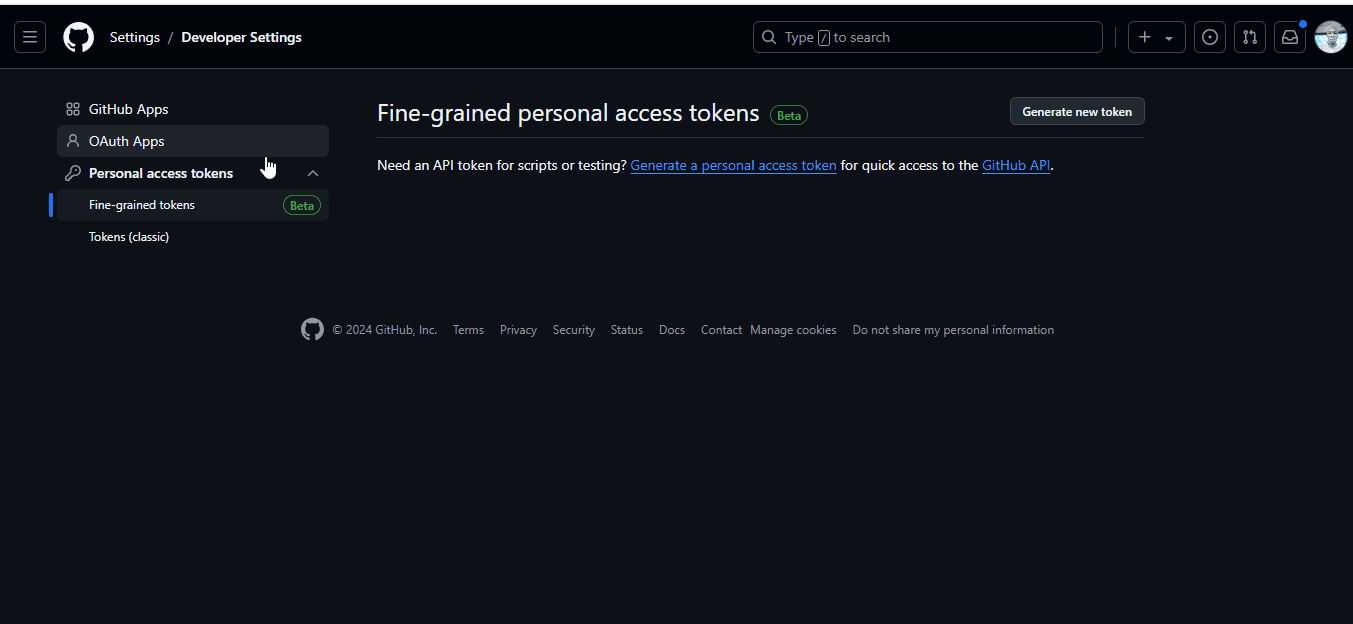 Settings / Developer Settings
Type / to search
GitHub Apps
OAuth Apps
Personal access tokens
Fine-grained tokens Beta
Tokens (classic)
Fine-grained personal access tokens Beta
Generate new token
Need an API token for scripts or testing? Generate a personal access token for quick access to the GitHub API.
© 2024 GitHub, Inc. Terms Privacy Security Status Docs Contact Manage cookies Do not share my personal information